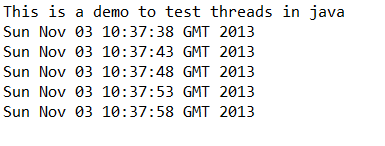 This is a demo to test threads in java
Sun Nov 03 10:37:38 GMT 2013
Sun Nov 03 10:37:43 GMT 2013
Sun Nov 03 10:37:48 GMT 2013
Sun Nov 03 10:37:53 GMT 2013
Sun Nov 03 10:37:58 GMT 2013